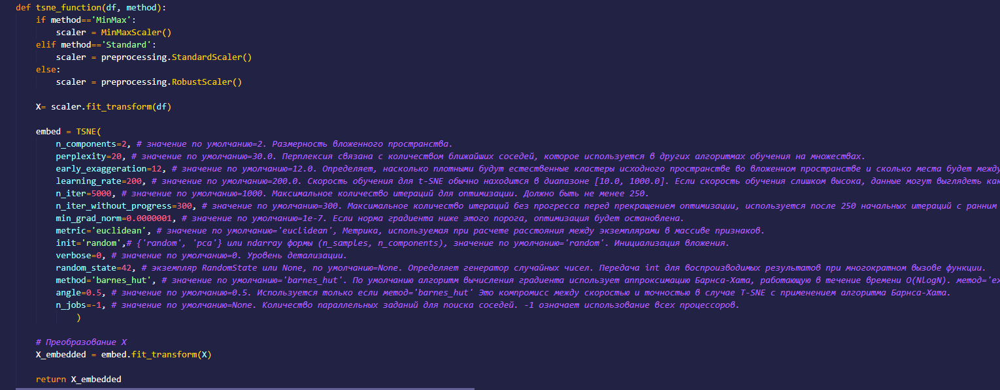 def tsne_function(df, method):
if method=='MinMax':
scaler = MinMaxScaler()
elif method=='Standard':
scaler = preprocessing.StandardScaler()
else:
scaler = preprocessing.RobustScaler()
X= scaler.fit_transform(df)
embed = TSNE(
n_components=2, # значение по умолчанию=2. Размерность вложенного пространства.
perplexity=20, # значение по умолчанию=30.0. Перплексия связана с количеством ближайших соседей, которое используется в других алгоритмах обучения на множествах.
early_exaggeration=12, # значение по умолчанию=12.0. Определяет, насколько плотными будут естественные кластеры исходного пространстве во вложенном пространстве и сколько места будет между
learning_rate=200, # значение по умолчанию=200.0. Скорость обучения для t-SNE обычно находится в диапазоне [10.0, 1000.0]. Если скорость обучения слишком высока, данные могут выглядеть как
n_iter=5000, # значение по умолчанию=1000. Максимальное количество итераций для оптимизации. Должно быть не менее 250.
n_iter_without_progress=300, # значение по умолчанию=300. Максимальное количество итераций без прогресса перед прекращением оптимизации, используется после 250 начальных итераций с ранним
min_grad_norm=0.0000001, # значение по умолчанию=1e-7. Если норма градиента ниже этого порога, оптимизация будет остановлена.
metric='euclidean', # значение по умолчанию='euclidean', Метрика, используемая при расчете расстояния между экземплярами в массиве признаков.
init='random',# {'random', 'pca'} или ndarray формы (n_samples, n_components), значение по умолчанию='random'. Инициализация вложения.
verbose=0, # значение по умолчанию=0. Уровень детализации.
random_state=42, # экземпляр RandomState или None, по умолчанию=None. Определяет генератор случайных чисел. Передача int для воспроизводимых результатов при многократном вызове функции.
method='barnes_hut', # значение по умолчанию='barnes_hut'. По умолчанию алгоритм вычисления градиента использует аппроксимацию Барнса-Хата, работающую в течение времени O(NLogN). метод='ex
angle=0.5, # значение по умолчанию=0.5. Используется только если метод='barnes_hut' Это компромисс между скоростью и точностью в случае T-SNE с применением алгоритма Барнса-Хата.
n_jobs=-1, # значение по умолчанию=None. Количество параллельных заданий для поиска соседей. -1 означает использование всех процессоров.
)
# Преобразование X
X_embedded = embed.fit_transform(X)
return X_embedded